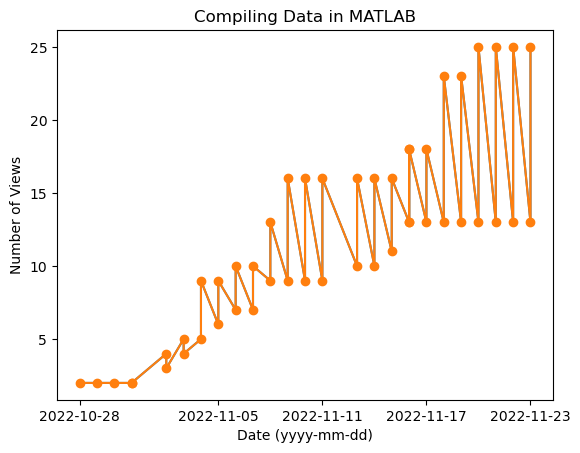 Compiling Data in MATLAB
25
20
15
10
5
Number of Views
2022-10-28 2022-11-05 2022-11-11 2022-11-17 2022-11-23
Date (yyyy-mm-dd)